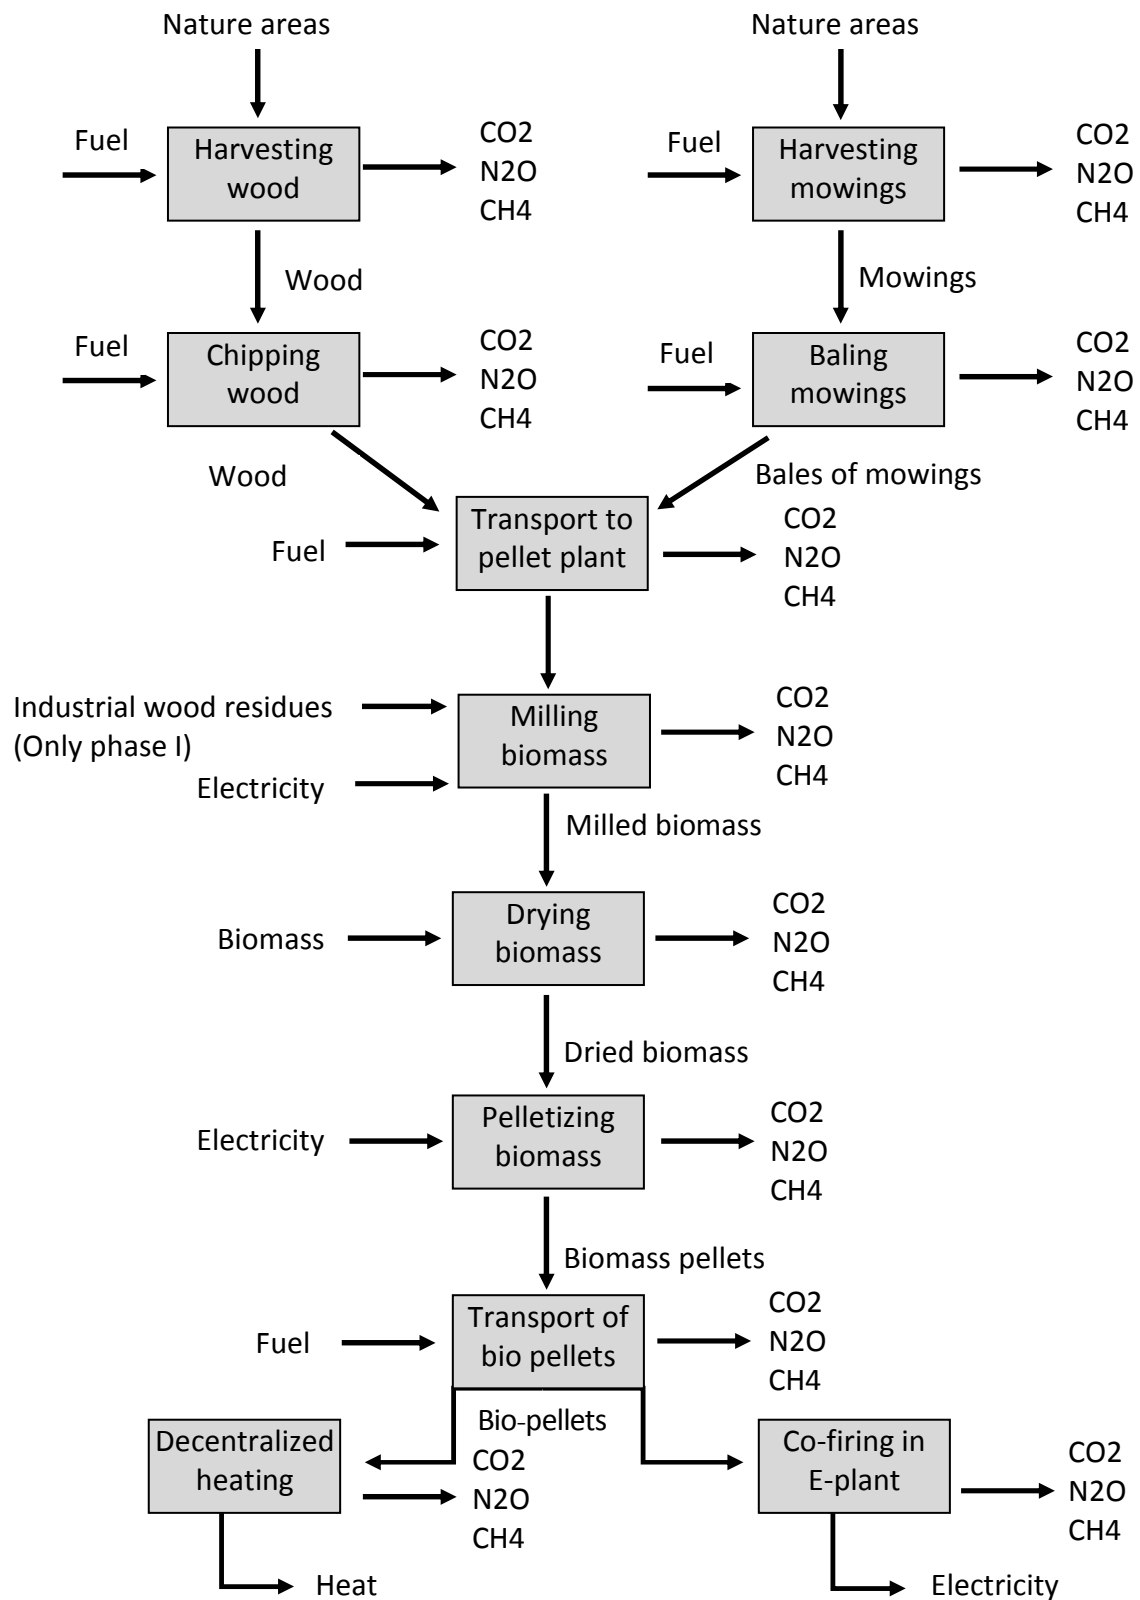 Nature areas
Nature areas
Fuel
Harvesting
wood
CO2
N2O
CH4
Fuel
Harvesting
mowings
CO2
N2O
CH4
Wood
Mowings
Fuel
Chipping
wood
CO2
N2O
CH4
Fuel
Baling
mowings
CO2
N2O
CH4
Wood
Bales of mowings
Fuel
Transport to
pellet plant
CO2
N2O
CH4
Industrial wood residues
(Only phase I)
Electricity
Milling
biomass
CO2
N2O
CH4
Milled biomass
Biomass
Drying
biomass
CO2
N2O
CH4
Dried biomass
Electricity
Pelletizing
biomass
CO2
N2O
CH4
Biomass pellets
Fuel
Transport of
bio pellets
CO2
N2O
CH4
Bio-pellets
Decentralized
heating
CO2
N2O
CH4
Co-firing in
E-plant
CO2
N2O
CH4
Heat
Electricity